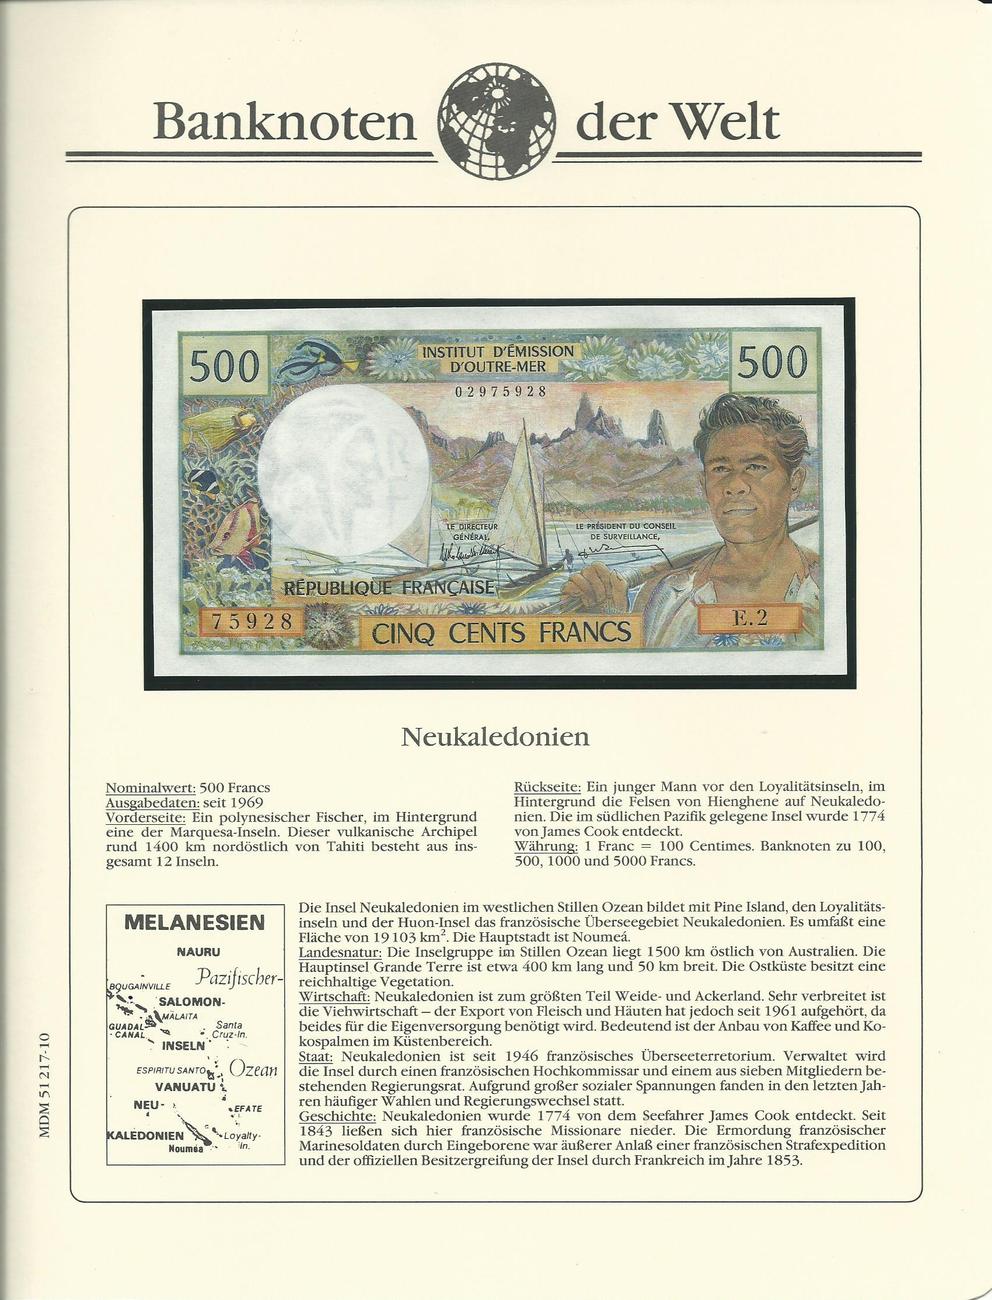 Banknoten der Welt
500
INSTITUT D'ÉMISSION
D'OUTRE-MER
500
02975928
LE DIRECTEUR
GÉNÉRAL,
LE PRÉSIDENT DU CONSEIL
DE SURVEILLANCE,
RÉPUBLIQUE FRANÇAISE
75928
CINQ CENTS FRANCS
E.2
Neukaledonien
Nominalwert: 500 Francs
Ausgabedaten: seit 1969
Vorderseite: Ein polynesischer Fischer, im Hintergrund
eine der Marquesa-Inseln. Dieser vulkanische Archipel
rund 1400 km nordöstlich von Tahiti besteht aus ins-
gesamt 12 Inseln.
Rückseite: Ein junger Mann vor den Loyalitätsinseln, im
Hintergrund die Felsen von Hienghene auf Neukaledo-
nien. Die im südlichen Pazifik gelegene Insel wurde 1774
von James Cook entdeckt.
Währung: 1 Franc = 100 Centimes. Banknoten zu 100,
500, 1000 und 5000 Francs.
MELANESIEN
NAURU
Pazifischer-
BOUGAINVILLE
SALOMON-
MALAITA
GUADAL
-CANAL
Santa
Cruz-In.
INSELN
ESPIRITU SANTO
Ozean
VANUATU
NEU-
EFATE
KALEDONIEN
Loyalty-
In.
Nouméa
Die Insel Neukaledonien im westlichen Stillen Ozean bildet mit Pine Island, den Loyalitäts-
inseln und der Huon-Insel das französische Überseegebiet Neukaledonien. Es umfaßt eine
Fläche von 19 103 km². Die Hauptstadt ist Noumeá.
Landesnatur: Die Inselgruppe im Stillen Ozean liegt 1500 km östlich von Australien. Die
Hauptinsel Grande Terre ist etwa 400 km lang und 50 km breit. Die Ostküste besitzt eine
reichhaltige Vegetation.
Wirtschaft: Neukaledonien ist zum größten Teil Weide- und Ackerland. Sehr verbreitet ist
die Viehwirtschaft – der Export von Fleisch und Häuten hat jedoch seit 1961 aufgehört, da
beides für die Eigenversorgung benötigt wird. Bedeutend ist der Anbau von Kaffee und Ko-
kospalmen im Küstenbereich.
Staat: Neukaledonien ist seit 1946 französisches Überseeterretorium. Verwaltet wird
die Insel durch einen französischen Hochkommissar und einem aus sieben Mitgliedern be-
stehenden Regierungsrat. Aufgrund großer sozialer Spannungen fanden in den letzten Jah-
ren häufiger Wahlen und Regierungswechsel statt.
Geschichte: Neukaledonien wurde 1774 von dem Seefahrer James Cook entdeckt. Seit
1843 ließen sich hier französische Missionare nieder. Die Ermordung französischer
Marinesoldaten durch Eingeborene war äußerer Anlaß einer französischen Strafexpedition
und der offiziellen Besitzergreifung der Insel durch Frankreich im Jahre 1853.
MDM 51 217-10